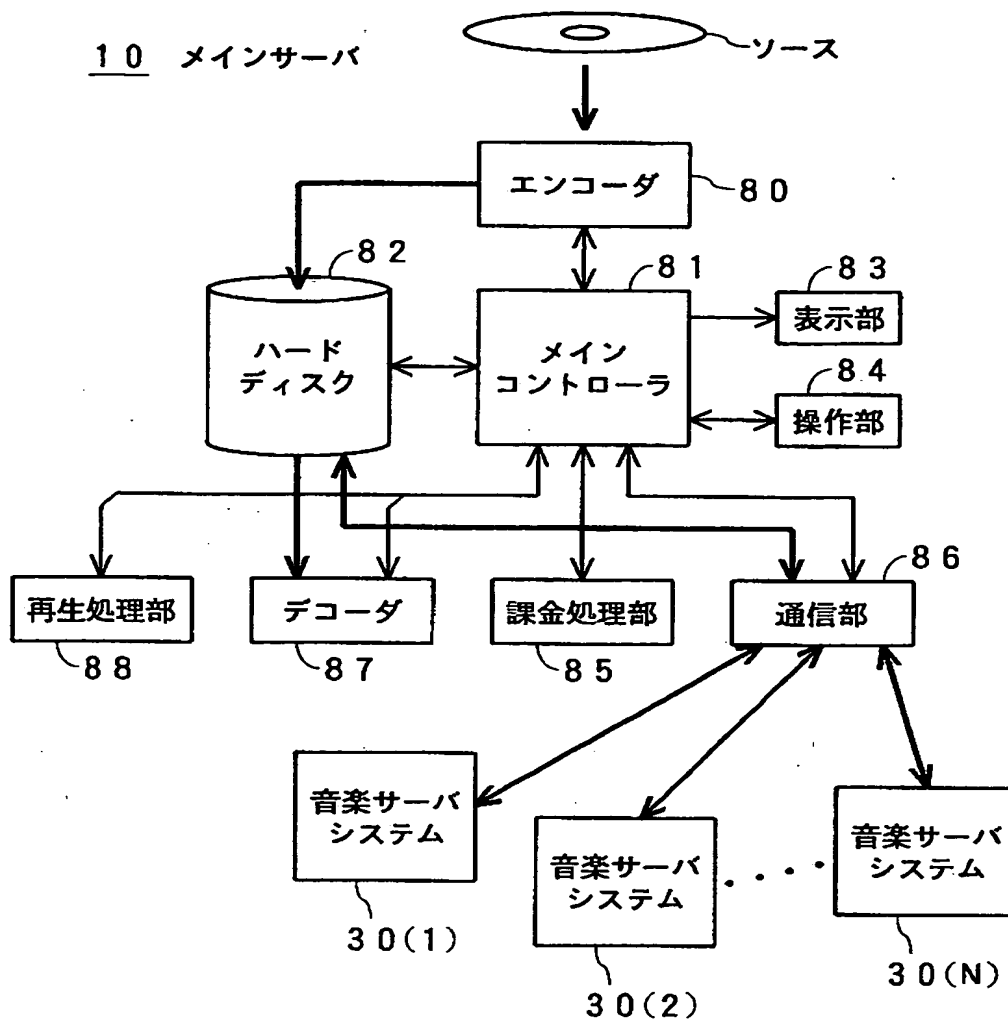 10 メインサーバ
ソース
エンコーダ
80
82
81
83
ハード
ディスク
メイン
コントローラ
表示部
84
操作部
86
再生処理部
デコーダ
課金処理部
通信部
88
87
85
音楽サーバ
システム
音楽サーバ
システム
音楽サーバ
システム
30(1)
30(2)
30(N)